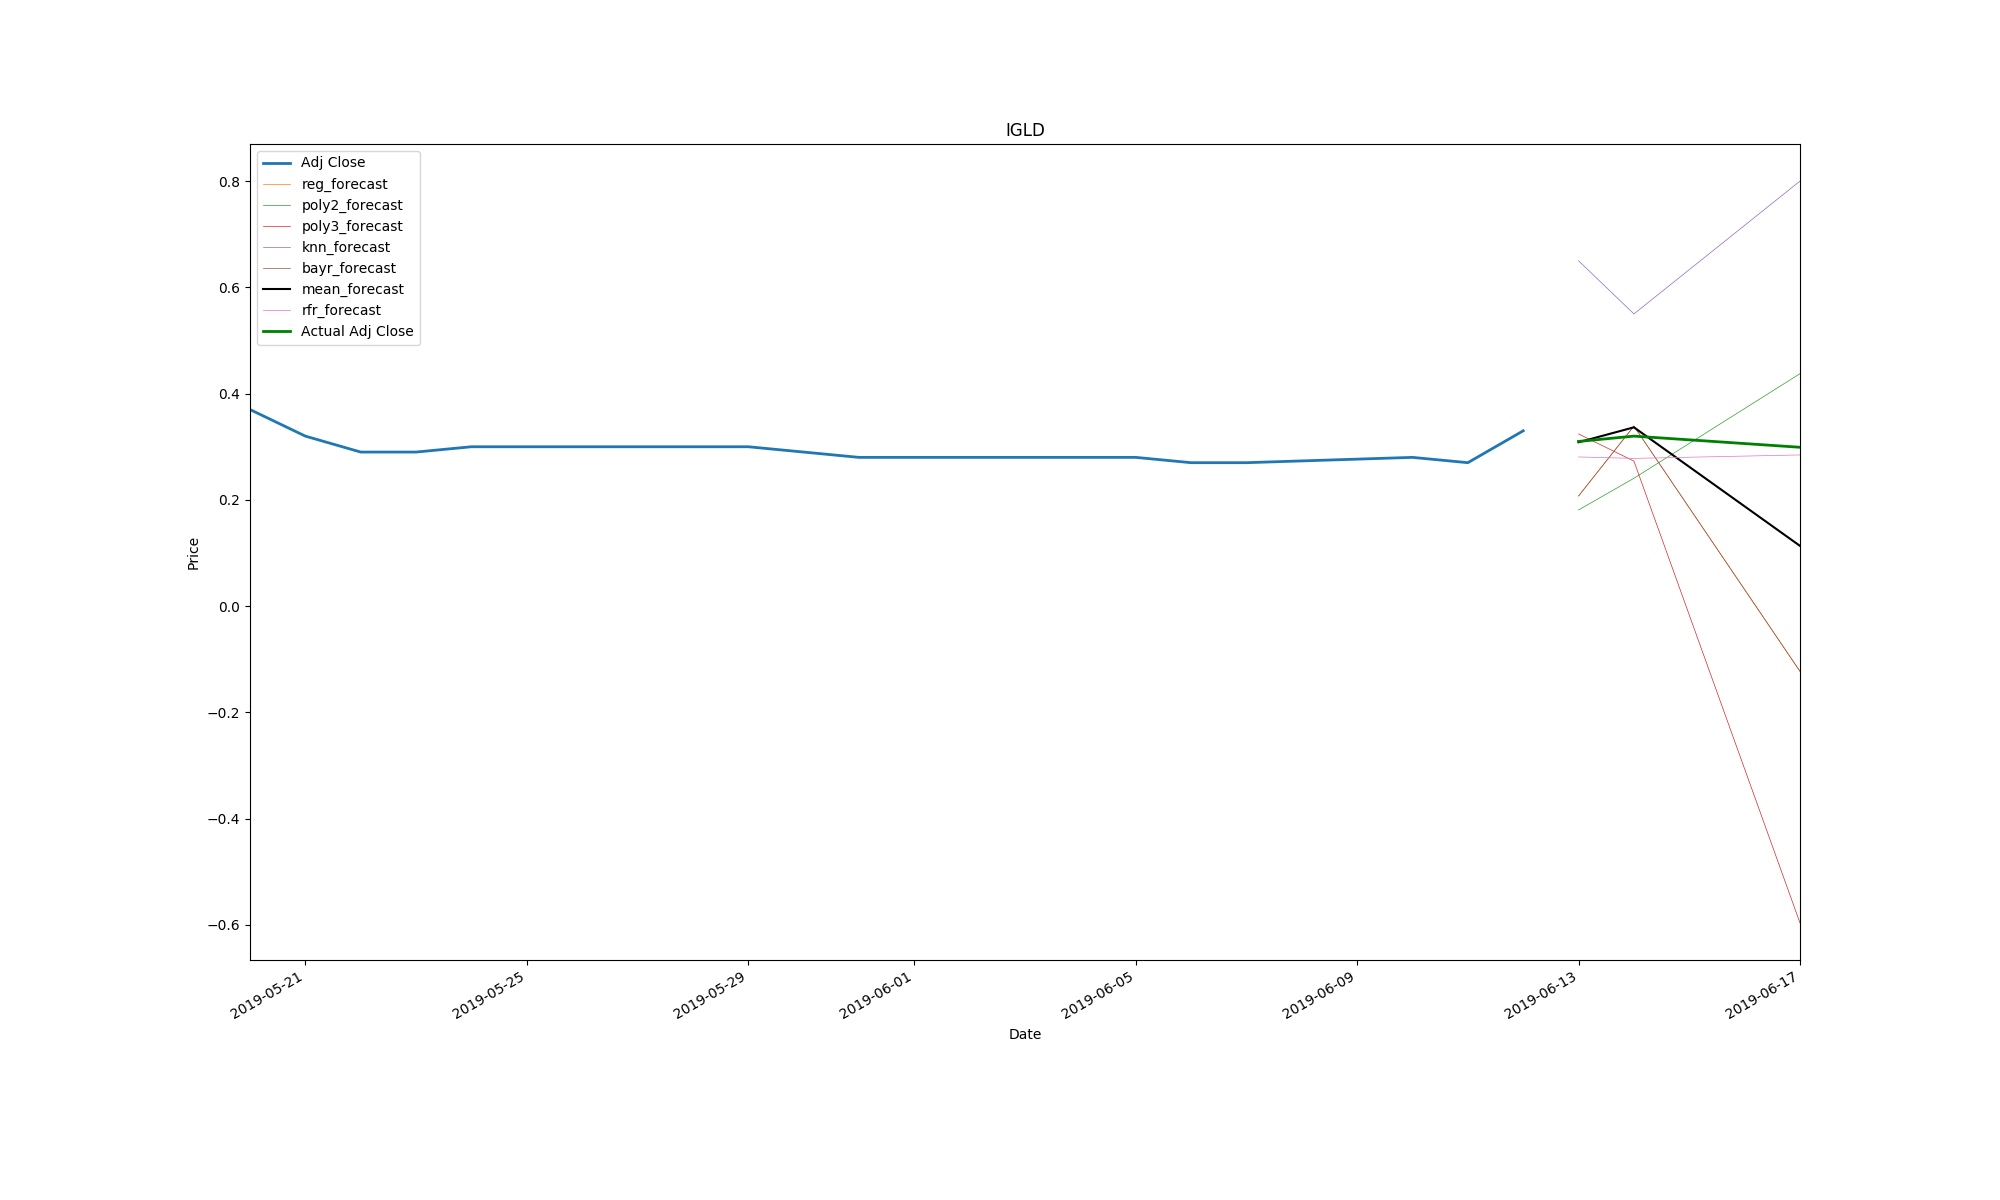 IGLD
Adj Close
reg_forecast
poly2_forecast
poly3_forecast
knn_forecast
bayr_forecast
mean_forecast
rfr_forecast
Actual Adj Close
0.8
0.6
0.4
0.2
0.0
−0.2
−0.4
−0.6
Price
2019-05-21
2019-05-25
2019-05-29
2019-06-01
2019-06-05
2019-06-09
2019-06-13
2019-06-17
Date